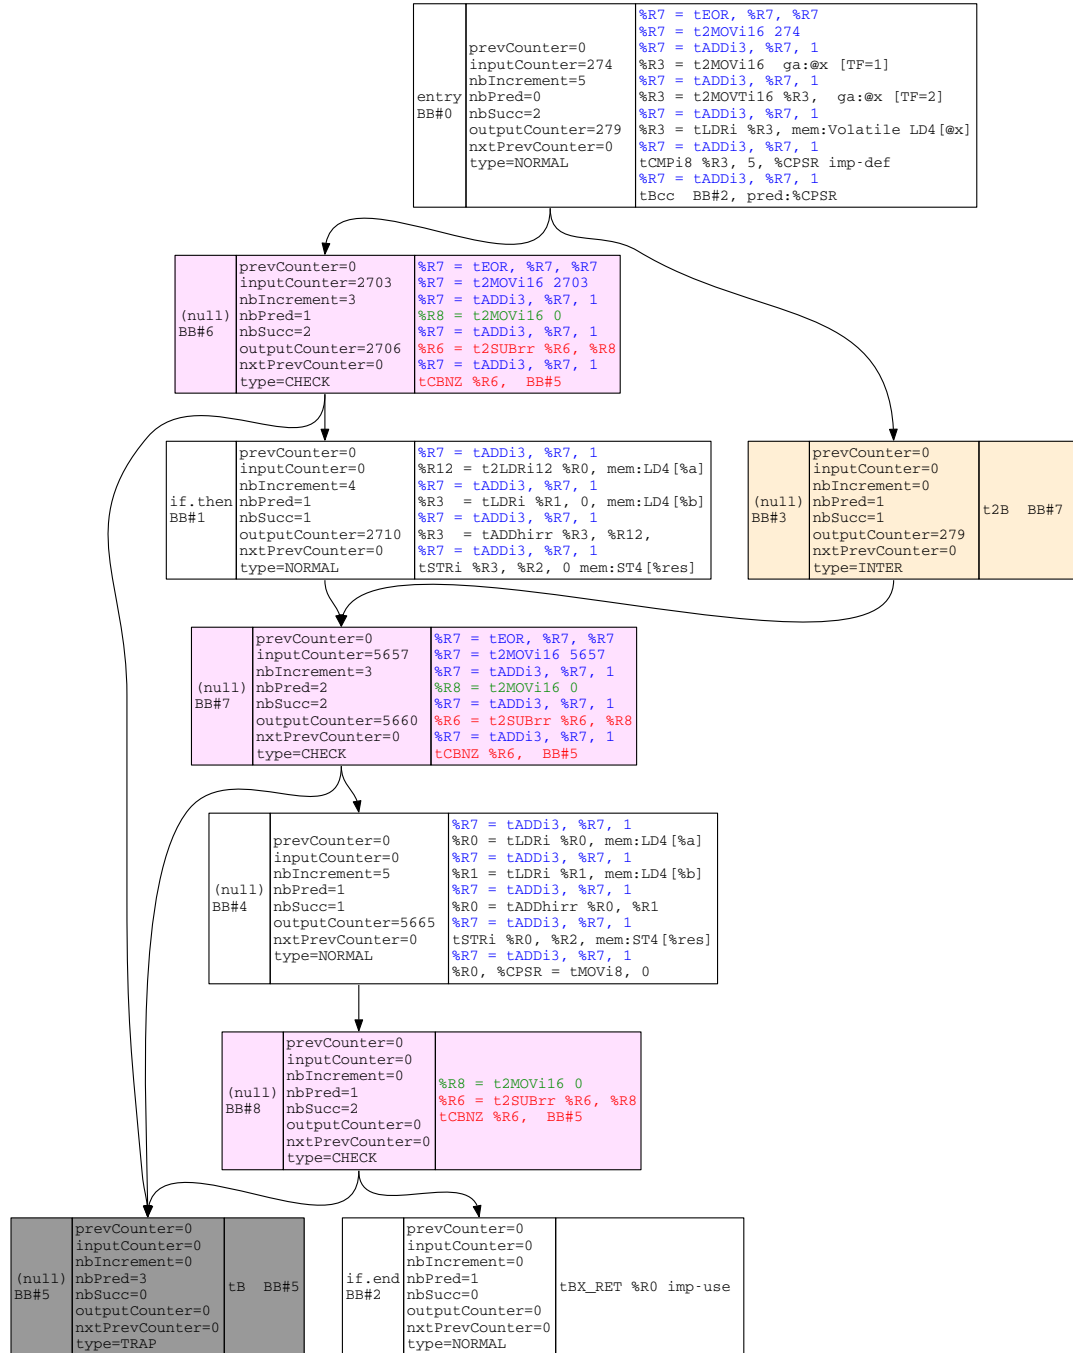 entry
BB#0
prevCounter=0
inputCounter=274
nbIncrement=5
nbPred=0
nbSucc=2
outputCounter=279
nxtPrevCounter=0
type=NORMAL
%R7 = tEOR, %R7, %R7
%R7 = t2MOVi16 274
%R7 = tADDi3, %R7, 1
%R3 = t2MOVi16  ga:@x [TF=1]
%R7 = tADDi3, %R7, 1
%R3 = t2MOVTi16 %R3,  ga:@x [TF=2]
%R7 = tADDi3, %R7, 1
%R3 = tLDRi %R3, mem:Volatile LD4[@x]
%R7 = tADDi3, %R7, 1
tCMPi8 %R3, 5, %CPSR imp-def
%R7 = tADDi3, %R7, 1
tBcc  BB#2, pred:%CPSR
(null)
BB#6
prevCounter=0
inputCounter=2703
nbIncrement=3
nbPred=1
nbSucc=2
outputCounter=2706
nxtPrevCounter=0
type=CHECK
%R7 = tEOR, %R7, %R7
%R7 = t2MOVi16 2703
%R7 = tADDi3, %R7, 1
%R8 = t2MOVi16 0
%R7 = tADDi3, %R7, 1
%R6 = t2SUBrr %R6, %R8
%R7 = tADDi3, %R7, 1
tCBNZ %R6,  BB#5
if.then
BB#1
prevCounter=0
inputCounter=0
nbIncrement=4
nbPred=1
nbSucc=1
outputCounter=2710
nxtPrevCounter=0
type=NORMAL
%R7 = tADDi3, %R7, 1
%R12 = t2LDRi12 %R0, mem:LD4[%a]
%R7 = tADDi3, %R7, 1
%R3  = tLDRi %R1, 0, mem:LD4[%b]
%R7 = tADDi3, %R7, 1
%R3  = tADDhirr %R3, %R12,
%R7 = tADDi3, %R7, 1
tSTRi %R3, %R2, 0 mem:ST4[%res]
(null)
BB#3
prevCounter=0
inputCounter=0
nbIncrement=0
nbPred=1
nbSucc=1
outputCounter=279
nxtPrevCounter=0
type=INTER
t2B  BB#7
(null)
BB#7
prevCounter=0
inputCounter=5657
nbIncrement=3
nbPred=2
nbSucc=2
outputCounter=5660
nxtPrevCounter=0
type=CHECK
%R7 = tEOR, %R7, %R7
%R7 = t2MOVi16 5657
%R7 = tADDi3, %R7, 1
%R8 = t2MOVi16 0
%R7 = tADDi3, %R7, 1
%R6 = t2SUBrr %R6, %R8
%R7 = tADDi3, %R7, 1
tCBNZ %R6,  BB#5
(null)
BB#4
prevCounter=0
inputCounter=0
nbIncrement=5
nbPred=1
nbSucc=1
outputCounter=5665
nxtPrevCounter=0
type=NORMAL
%R7 = tADDi3, %R7, 1
%R0 = tLDRi %R0, mem:LD4[%a]
%R7 = tADDi3, %R7, 1
%R1 = tLDRi %R1, mem:LD4[%b]
%R7 = tADDi3, %R7, 1
%R0 = tADDhirr %R0, %R1
%R7 = tADDi3, %R7, 1
tSTRi %R0, %R2, mem:ST4[%res]
%R7 = tADDi3, %R7, 1
%R0, %CPSR = tMOVi8, 0
(null)
BB#8
prevCounter=0
inputCounter=0
nbIncrement=0
nbPred=1
nbSucc=2
outputCounter=0
nxtPrevCounter=0
type=CHECK
%R8 = t2MOVi16 0
%R6 = t2SUBrr %R6, %R8
tCBNZ %R6,  BB#5
(null)
BB#5
prevCounter=0
inputCounter=0
nbIncrement=0
nbPred=3
nbSucc=0
outputCounter=0
nxtPrevCounter=0
type=TRAP
tB  BB#5
if.end
BB#2
prevCounter=0
inputCounter=0
nbIncrement=0
nbPred=1
nbSucc=0
outputCounter=0
nxtPrevCounter=0
type=NORMAL
tBX_RET %R0 imp-use